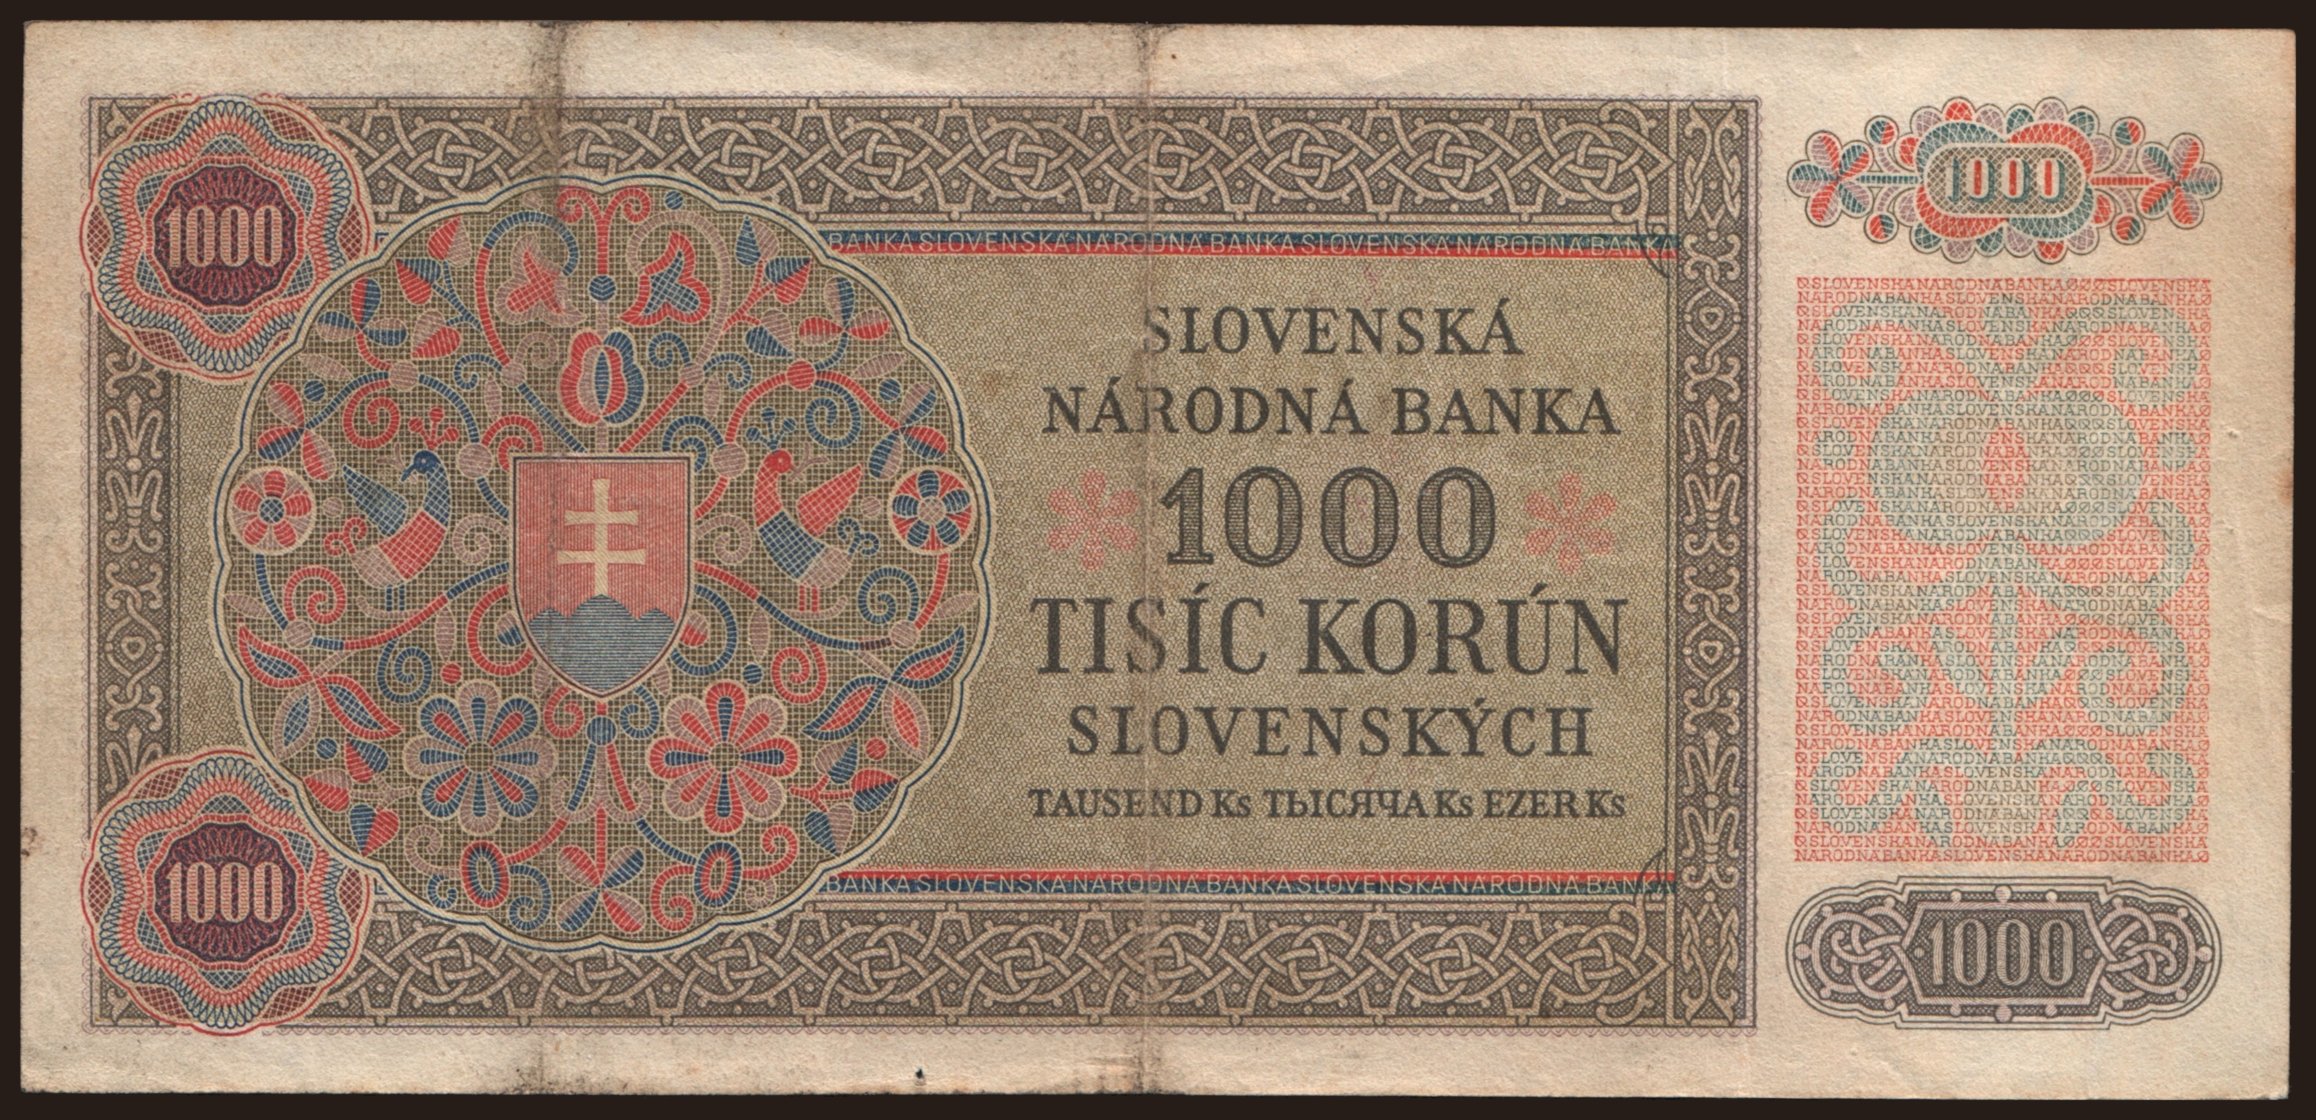 1000
1000
BANKA SLOVENSKÁ NÁRODNÁ BANKA SLOVENSKÁ NÁRODNÁ BANKA
SLOVENSKÁ
NÁRODNÁ BANKA
1000
TISÍC KORÚN
SLOVENSKÝCH
TAUSEND Ks ТЫСЯЧА Ks EZER Ks
BANKA SLOVENSKÁ NÁRODNÁ BANKA SLOVENSKÁ NÁRODNÁ BANKA
1000
1000